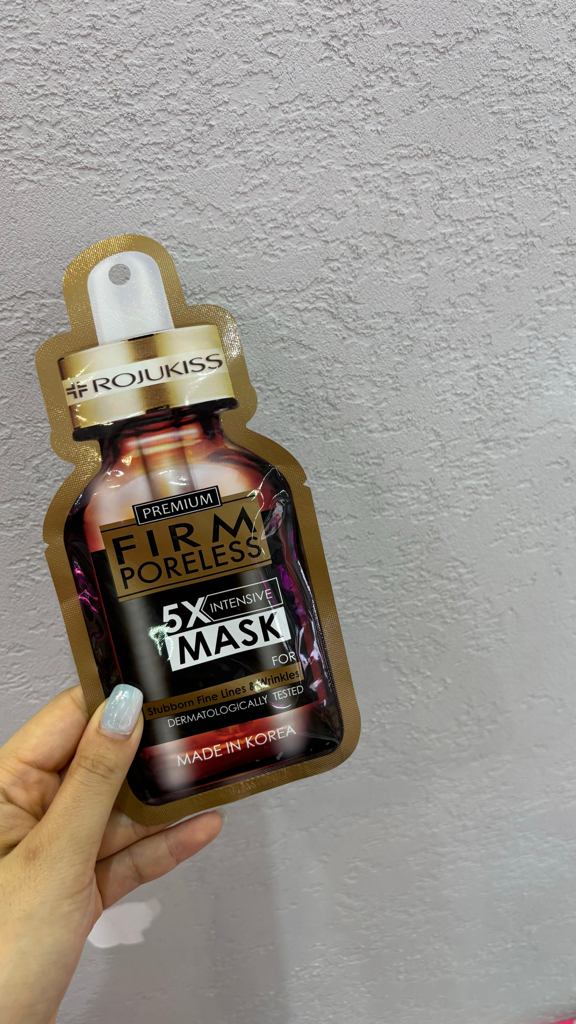 ROJUKISS
PREMIUM
FIRM
PORELESS
5X INTENSIVE
MASK
FOR
Stubborn Fine Lines & Wrinkles
DERMATOLOGICALLY TESTED
MADE IN KOREA